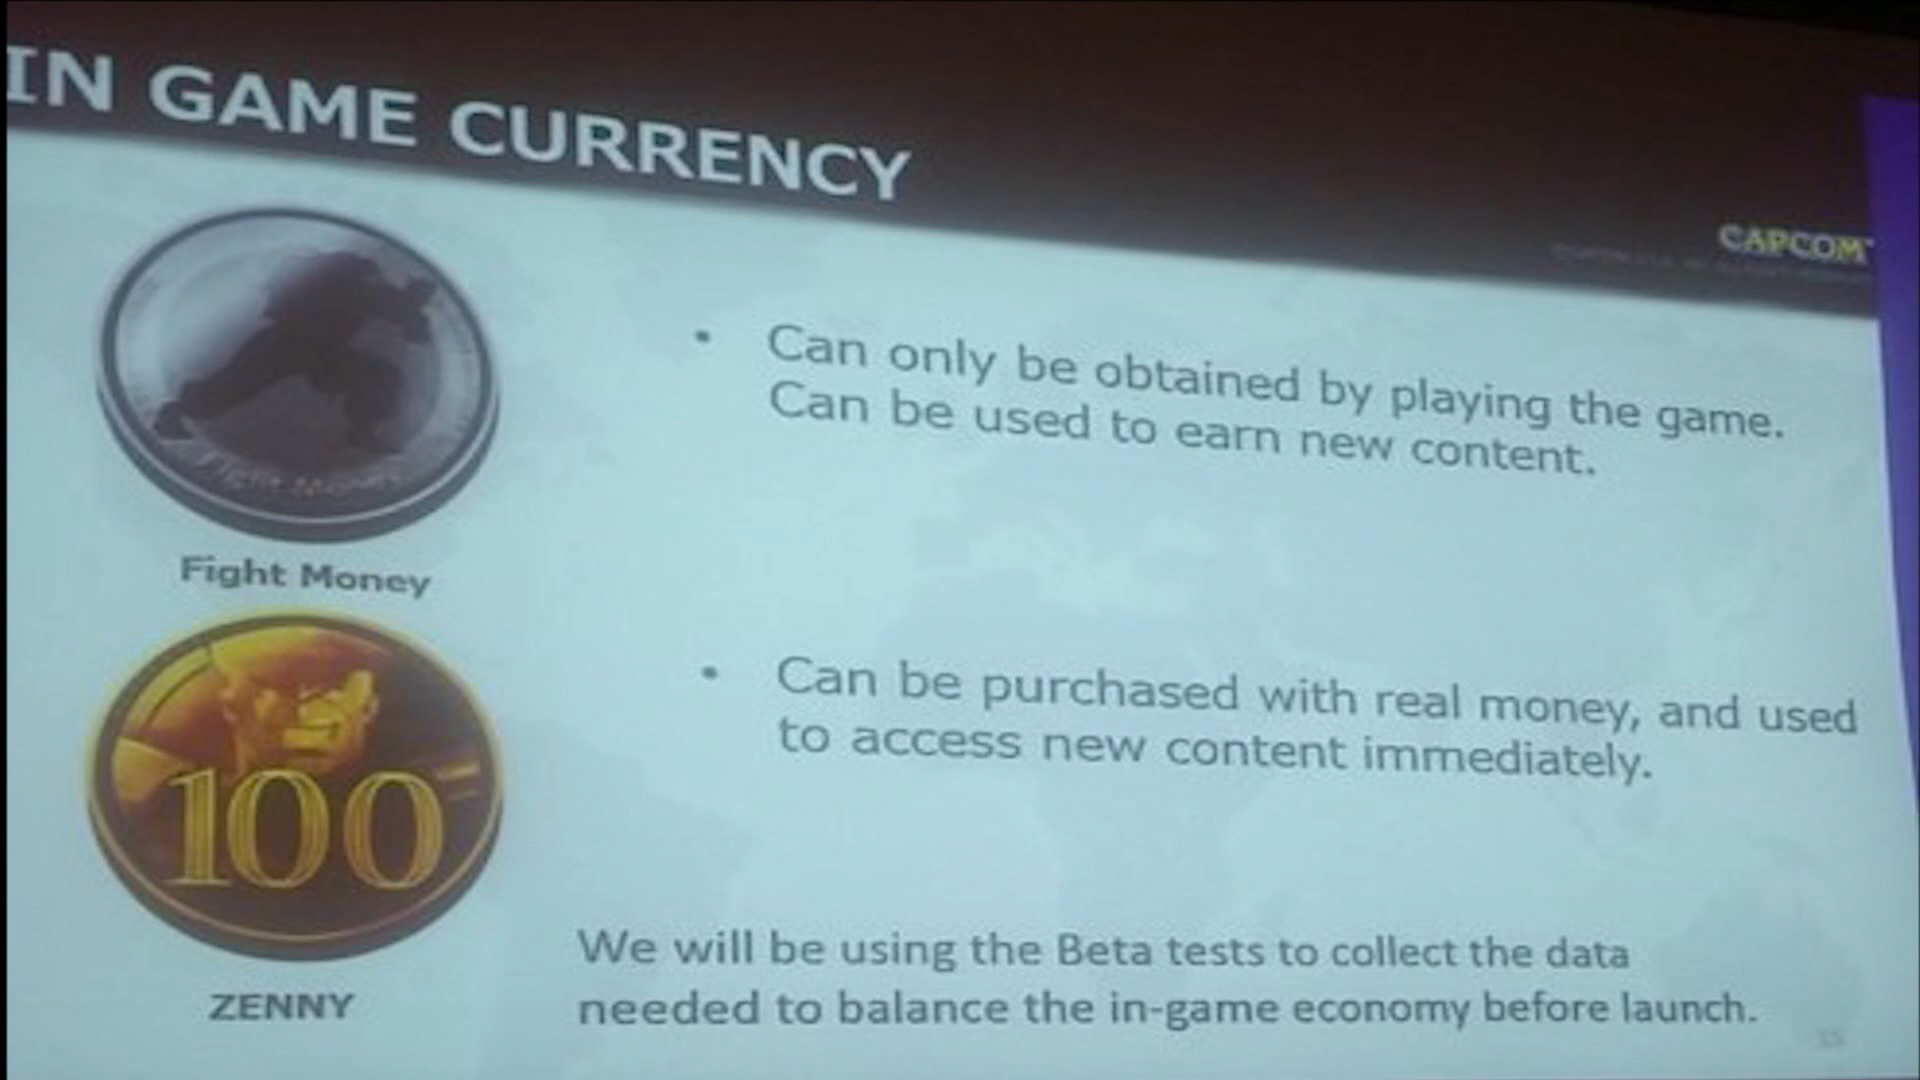 IN GAME CURRENCY
CAPCOM
Can only be obtained by playing the game.
Can be used to earn new content.
Fight Money
Fight Money
100
Can be purchased with real money, and used
to access new content immediately.
ZENNY
We will be using the Beta tests to collect the data
needed to balance the in-game economy before launch.